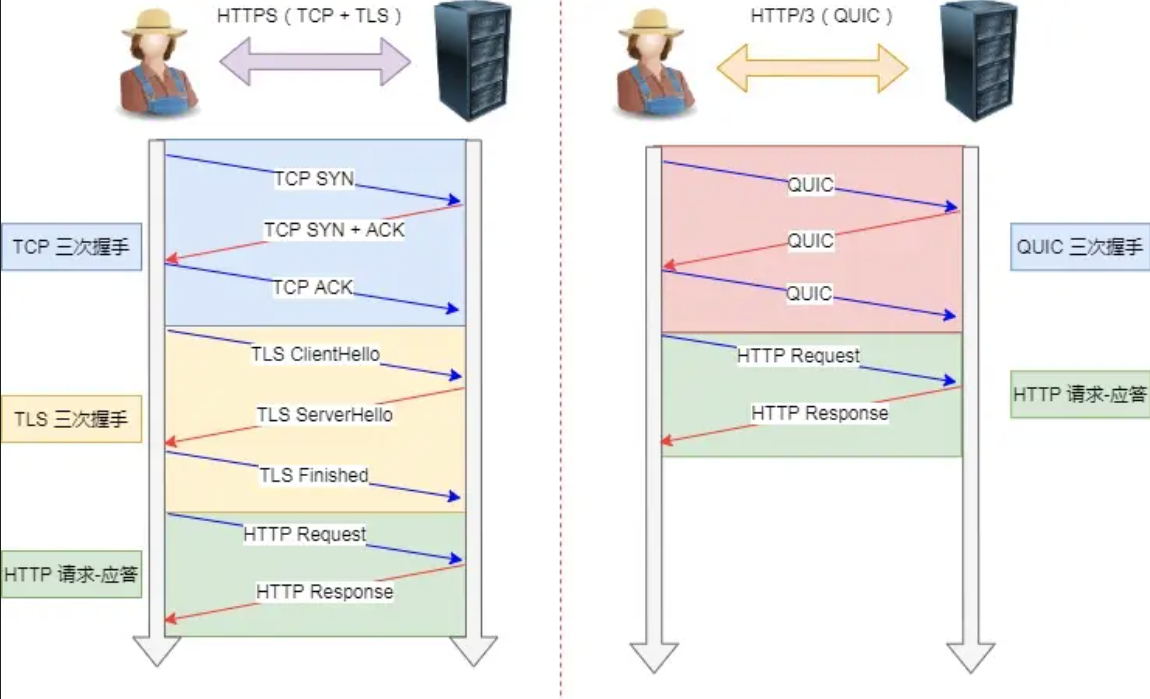 HTTPS（TCP + TLS）
TCP 三次握手
TCP SYN
TCP SYN + ACK
TCP ACK
TLS 三次握手
TLS ClientHello
TLS ServerHello
TLS Finished
HTTP 请求-应答
HTTP Request
HTTP Response
HTTP/3（QUIC）
QUIC
QUIC
QUIC
QUIC 三次握手
HTTP Request
HTTP Response
HTTP 请求-应答